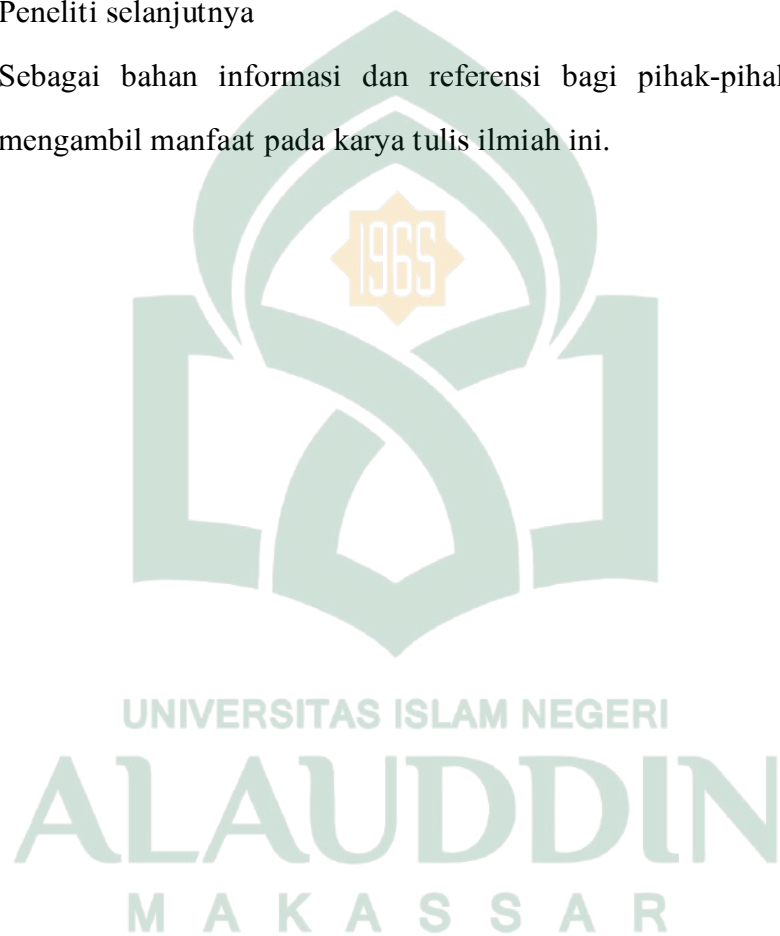 Peneliti selanjutnya
Sebagai bahan informasi dan referensi bagi pihak-pihak
mengambil manfaat pada karya tulis ilmiah ini.
1965
UNIVERSITAS ISLAM NEGERI
ALAUDDIN
MAKASSAR